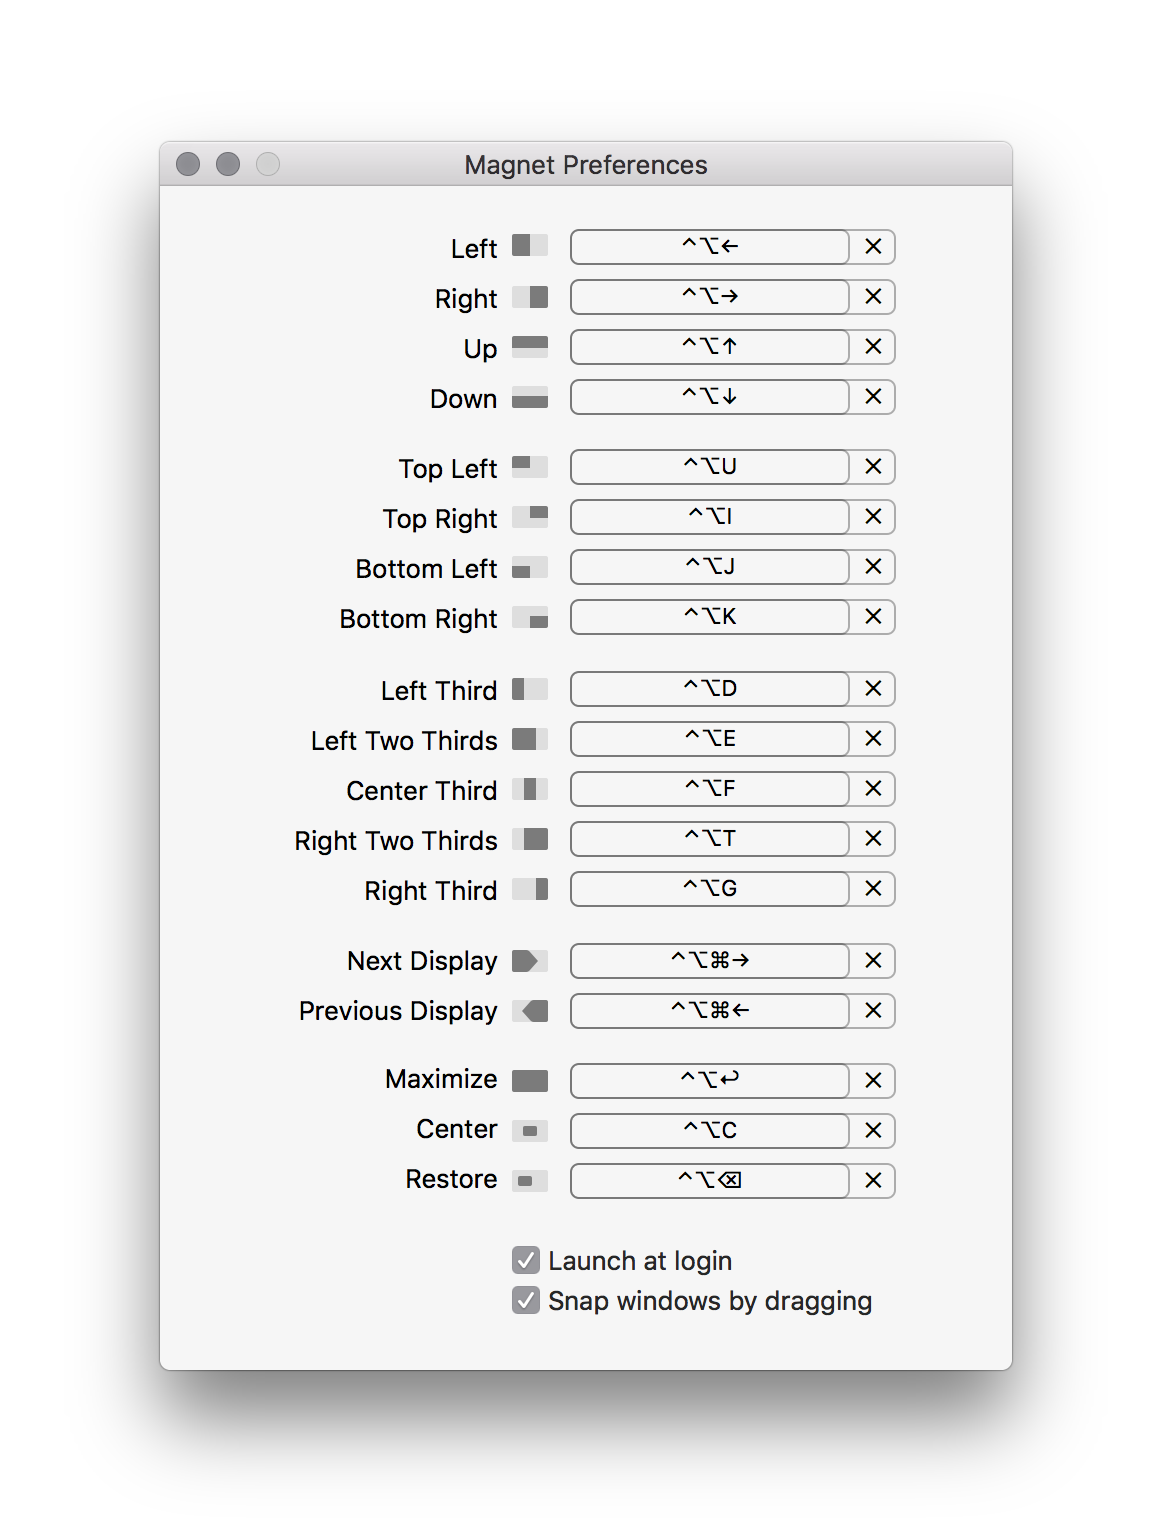 Magnet Preferences
Left ^⌥← ×
Right ^⌥→ ×
Up ^⌥↑ ×
Down ^⌥↓ ×
Top Left ^⌥U ×
Top Right ^⌥I ×
Bottom Left ^⌥J ×
Bottom Right ^⌥K ×
Left Third ^⌥D ×
Left Two Thirds ^⌥E ×
Center Third ^⌥F ×
Right Two Thirds ^⌥T ×
Right Third ^⌥G ×
Next Display ^⌥⌘→ ×
Previous Display ^⌥⌘← ×
Maximize ^⌥↩ ×
Center ^⌥C ×
Restore ^⌥⌫ ×
Launch at login
Snap windows by dragging